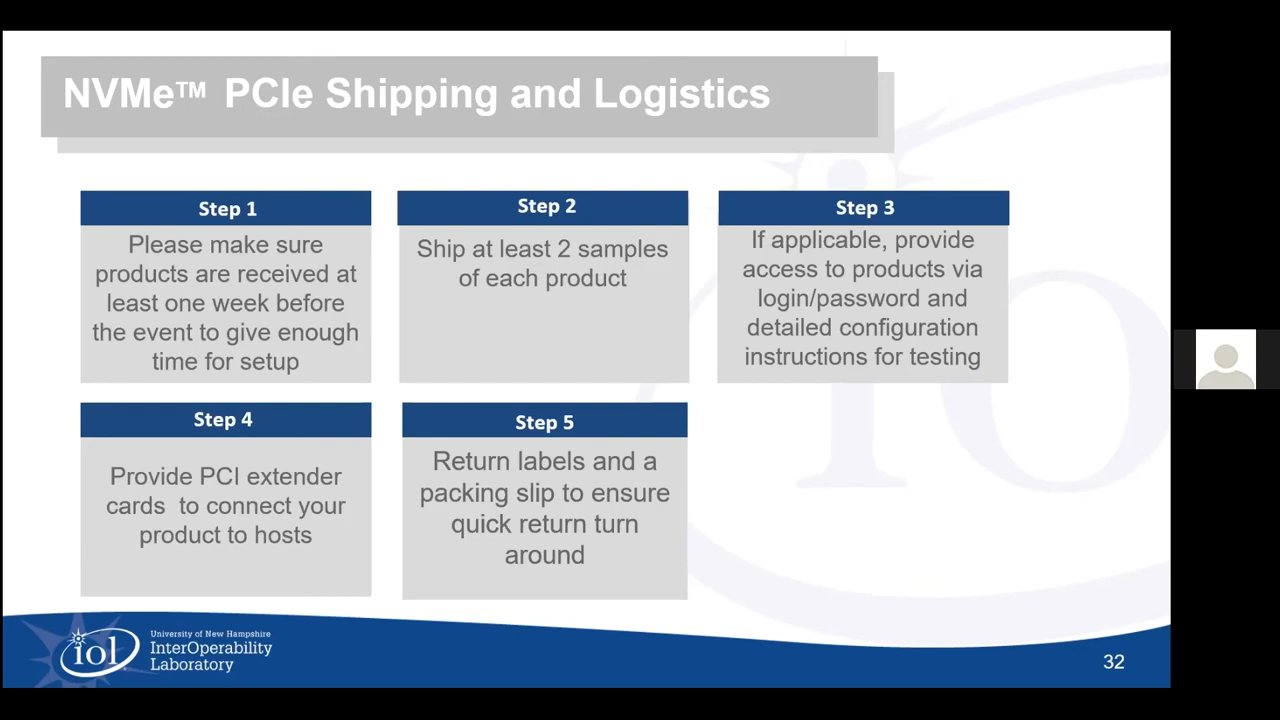 NVMe™ PCIe Shipping and Logistics
Step 1
Please make sure
products are received at
least one week before
the event to give enough
time for setup
Step 2
Ship at least 2 samples
of each product
Step 3
If applicable, provide
access to products via
login/password and
detailed configuration
instructions for testing
Step 4
Provide PCI extender
cards  to connect your
product to hosts
Step 5
Return labels and a
packing slip to ensure
quick return turn
around
iol
University of New Hampshire
InterOperability
Laboratory
32